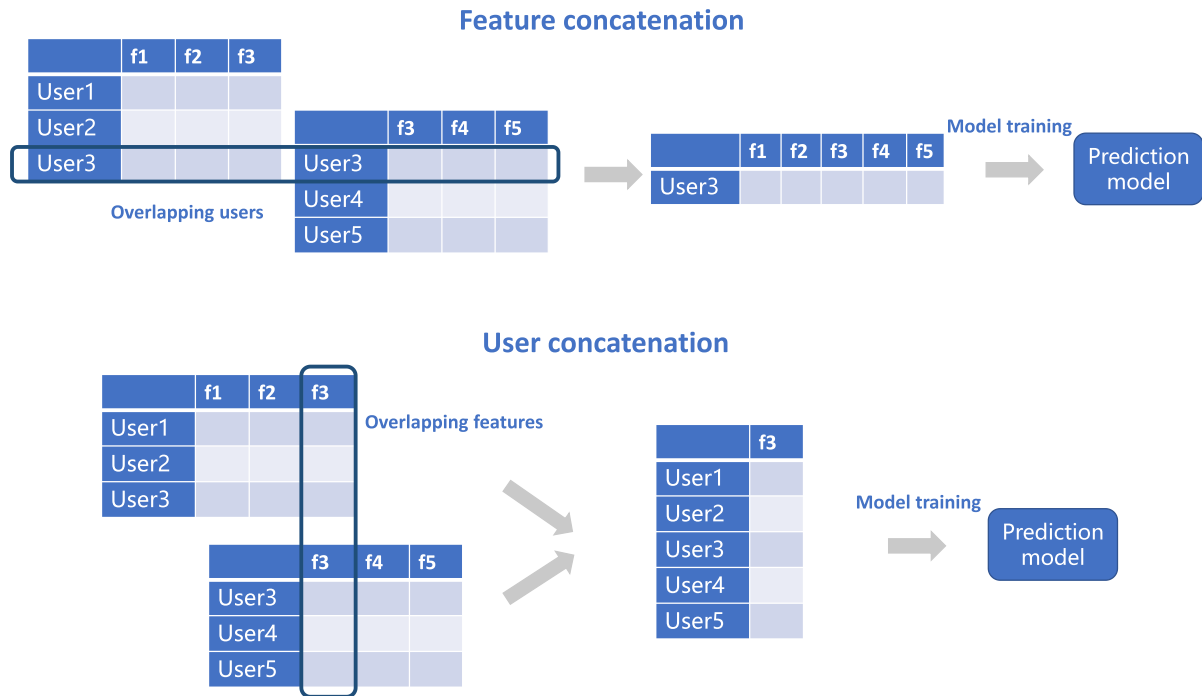 Feature concatenation
f1 f2 f3
User1
User2
User3
f3 f4 f5
User3
User4
User5
Overlapping users
f1 f2 f3 f4 f5
User3
Model training
Prediction
model
User concatenation
f1 f2 f3
User1
User2
User3
Overlapping features
f3 f4 f5
User3
User4
User5
f3
User1
User2
User3
User4
User5
Model training
Prediction
model